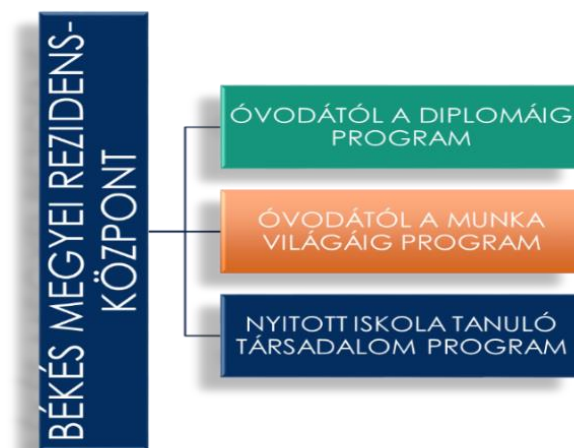 BÉKÉS MEGYEI REZIDENS-
KÖZPONT
ÓVODÁTÓL A DIPLOMÁIG
PROGRAM
ÓVODÁTÓL A MUNKA
VILÁGÁIG PROGRAM
NYITOTT ISKOLA TANULÓ
TÁRSADALOM PROGRAM